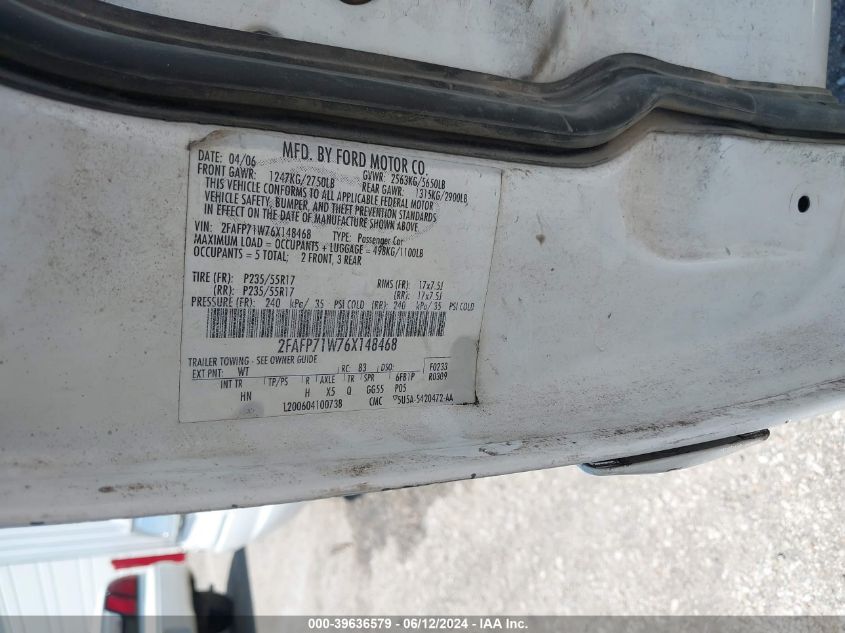 MFD. BY FORD MOTOR CO.
DATE: 04/06 GVWR: 2563KG/5650LB
FRONT GAWR: 1247KG/2750LB REAR GAWR: 1315KG/2900LB
THIS VEHICLE CONFORMS TO ALL APPLICABLE FEDERAL MOTOR
VEHICLE SAFETY, BUMPER, AND THEFT PREVENTION STANDARDS
IN EFFECT ON THE DATE OF MANUFACTURE SHOWN ABOVE.
VIN: 2FAFP71W76X148468 TYPE: Passenger Car
MAXIMUM LOAD = OCCUPANTS + LUGGAGE = 498KG/1100LB
OCCUPANTS = 5 TOTAL; 2 FRONT, 3 REAR
TIRE (FR): P235/55R17 RIMS (FR): 17x7.5J
(RR): P235/55R17 (RR): 17x7.5J
PRESSURE (FR): 240 kPa/ 35 PSI COLD (RR): 240 kPa/ 35 PSI COLD
2FAFP71W76X148468
TRAILER TOWING - SEE OWNER GUIDE
EXT PNT: WT RC: 83 DSO: F0233
INT TR TP/PS R AXLE TR SPR 6F81P R0309
HN H X5 Q GG55 P05
L200604100738 CMC 5U5A-5420472-AA
000-39636579 - 06/12/2024 - IAA Inc.